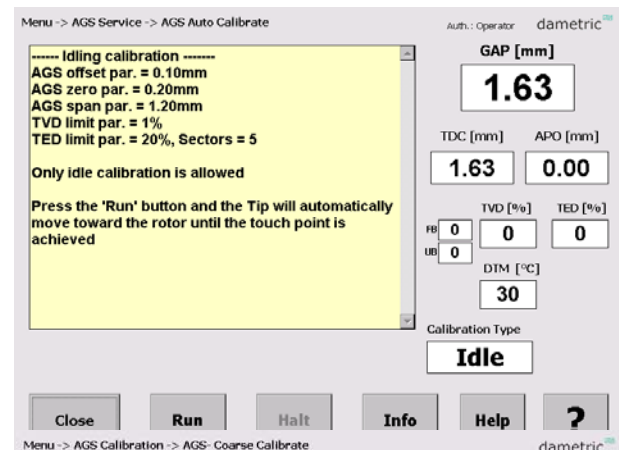 Menu -> AGS Service -> AGS Auto Calibrate
Auth.: Operator
dametric
------ Idling calibration -------
AGS offset par. = 0.10mm
AGS zero par. = 0.20mm
AGS span par. = 1.20mm
TVD limit par. = 1%
TED limit par. = 20%, Sectors = 5
Only idle calibration is allowed
Press the 'Run' button and the Tip will automatically
move toward the rotor until the touch point is
achieved
GAP [mm]
1.63
TDC [mm] APO [mm]
1.63 0.00
TVD [%] TED [%]
FB 0 0 0
UB 0
DTM [°C]
30
Calibration Type
Idle
Close Run Halt Info Help ?
Menu -> AGS Calibration -> AGS- Coarse Calibrate
dametric